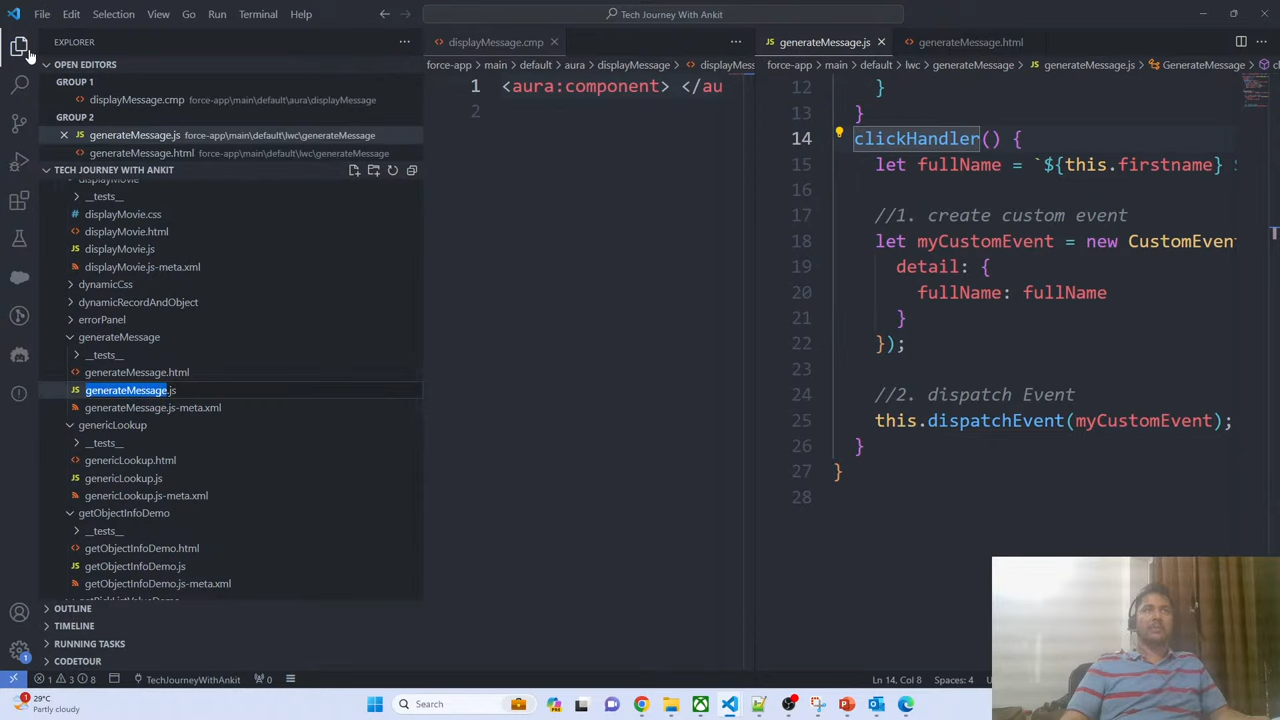 File Edit Selection View Go Run Terminal Help
Tech Journey With Ankit
EXPLORER
OPEN EDITORS
GROUP 1
displayMessage.cmp force-app\main\default\aura\displayMessage
GROUP 2
generateMessage.js force-app\main\default\lwc\generateMessage
generateMessage.html force-app\main\default\lwc\generateMessage
TECH JOURNEY WITH ANKIT
displayMovie
__tests__
displayMovie.css
displayMovie.html
displayMovie.js
displayMovie.js-meta.xml
dynamicCss
dynamicRecordAndObject
errorPanel
generateMessage
__tests__
generateMessage.html
generateMessage.js
generateMessage.js-meta.xml
genericLookup
__tests__
genericLookup.html
genericLookup.js
genericLookup.js-meta.xml
getObjectInfoDemo
__tests__
getObjectInfoDemo.html
getObjectInfoDemo.js
getObjectInfoDemo.js-meta.xml
OUTLINE
TIMELINE
RUNNING TASKS
CODETOUR
displayMessage.cmp
force-app > main > default > aura > displayMessage > displayMess
1 <aura:component> </au
2
generateMessage.js generateMessage.html
force-app > main > default > lwc > generateMessage > generateMessage.js > GenerateMessage >
12 }
13 }
14 clickHandler() {
15 let fullName = `${this.firstname} $
16
17 //1. create custom event
18 let myCustomEvent = new CustomEven
19 detail: {
20 fullName: fullName
21 }
22 });
23
24 //2. dispatch Event
25 this.dispatchEvent(myCustomEvent);
26 }
27 }
28
1 3 8 TechJourneyWithAnkit 0
Ln 14, Col 8 Spaces: 4
1
29°C
Partly cloudy
Search